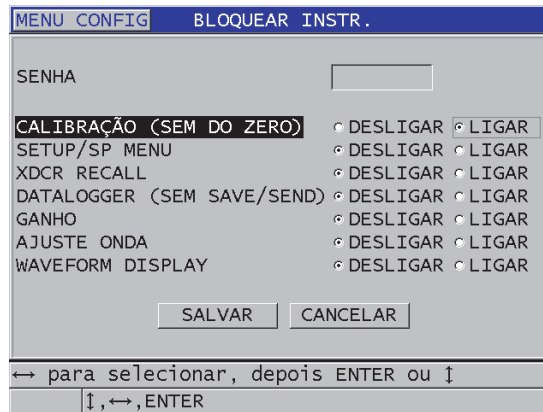 MENU CONFIG BLOQUEAR INSTR.
SENHA
CALIBRAÇÃO (SEM DO ZERO) DESLIGAR LIGAR
SETUP/SP MENU DESLIGAR LIGAR
XDCR RECALL DESLIGAR LIGAR
DATALOGGER (SEM SAVE/SEND) DESLIGAR LIGAR
GANHO DESLIGAR LIGAR
AJUSTE ONDA DESLIGAR LIGAR
WAVEFORM DISPLAY DESLIGAR LIGAR
SALVAR CANCELAR
↔ para selecionar, depois ENTER ou ↕
↕,↔,ENTER